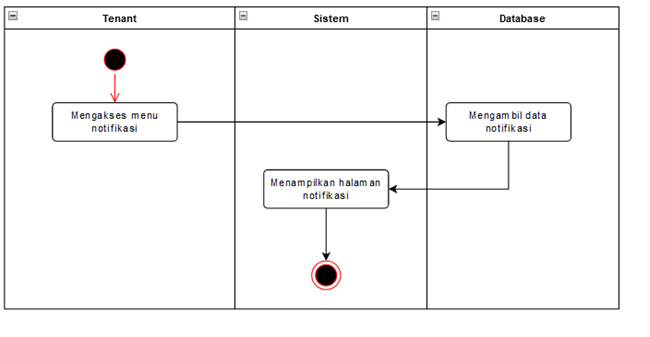 Tenant
Sistem
Database
Mengakses menu
notifikasi
Mengambil data
notifikasi
Menampilkan halaman
notifikasi